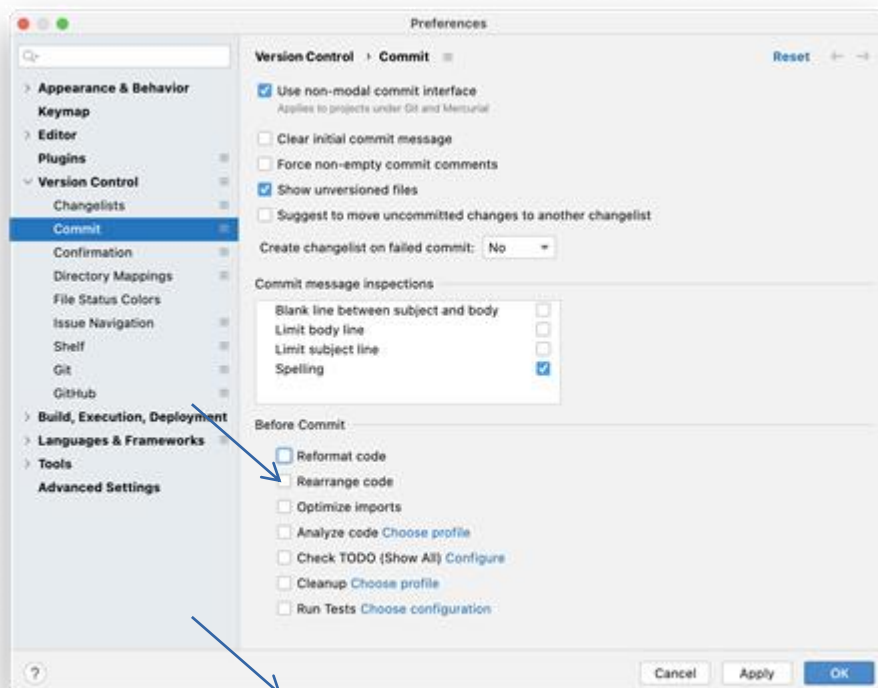 Preferences
Version Control › Commit
Reset
Appearance & Behavior
Keymap
Editor
Plugins
Version Control
Changelists
Commit
Confirmation
Directory Mappings
File Status Colors
Issue Navigation
Shelf
Git
GitHub
Build, Execution, Deployment
Languages & Frameworks
Tools
Advanced Settings
Use non-modal commit interface
Applies to projects under Git and Mercurial
Clear initial commit message
Force non-empty commit comments
Show unversioned files
Suggest to move uncommitted changes to another changelist
Create changelist on failed commit: No
Commit message inspections
Blank line between subject and body
Limit body line
Limit subject line
Spelling
Before Commit
Reformat code
Rearrange code
Optimize imports
Analyze code Choose profile
Check TODO (Show All) Configure
Cleanup Choose profile
Run Tests Choose configuration
?
Cancel
Apply
OK